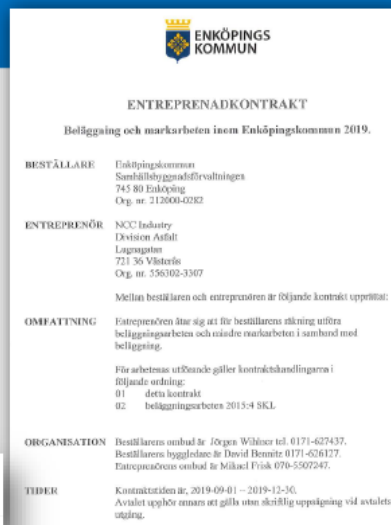 ENKÖPINGS
KOMMUN
ENTREPRENADKONTRAKT
Beläggning och markarbeten inom Enköpingskommun 2019.
BESTÄLLARE
Enköpingskommun
Samhällsbyggnadsförvaltningen
745 80 Enköping
Org. nr. 212000-0282
ENTREPRENÖR
NCC Industry
Division Asfalt
Lugnagatan
721 36 Västerås
Org. nr. 556302-3307
Mellan beställaren och entreprenören är följande kontrakt upprättat:
OMFATTNING
Entreprenören åtar sig att för beställarens räkning utföra
beläggningsarbeten och mindre markarbeten i samband med
beläggning.
För arbetenas utförande gäller kontraktshandlingarna i
följande ordning:
01 detta kontrakt
02 beläggningsarbeten 2015:4 SKL
ORGANISATION
Beställarens ombud är Jörgen Wihlsor tel. 0171-627437.
Beställarens byggledare är David Bennitz 0171-626127.
Entreprenörens ombud är Mikael Frisk 070-5507247.
TIDER
Kontraktstiden är, 2019-09-01 – 2019-12-30.
Avtalet upphör annars att gälla utan skriftlig uppsägning vid avtalets
utgång.